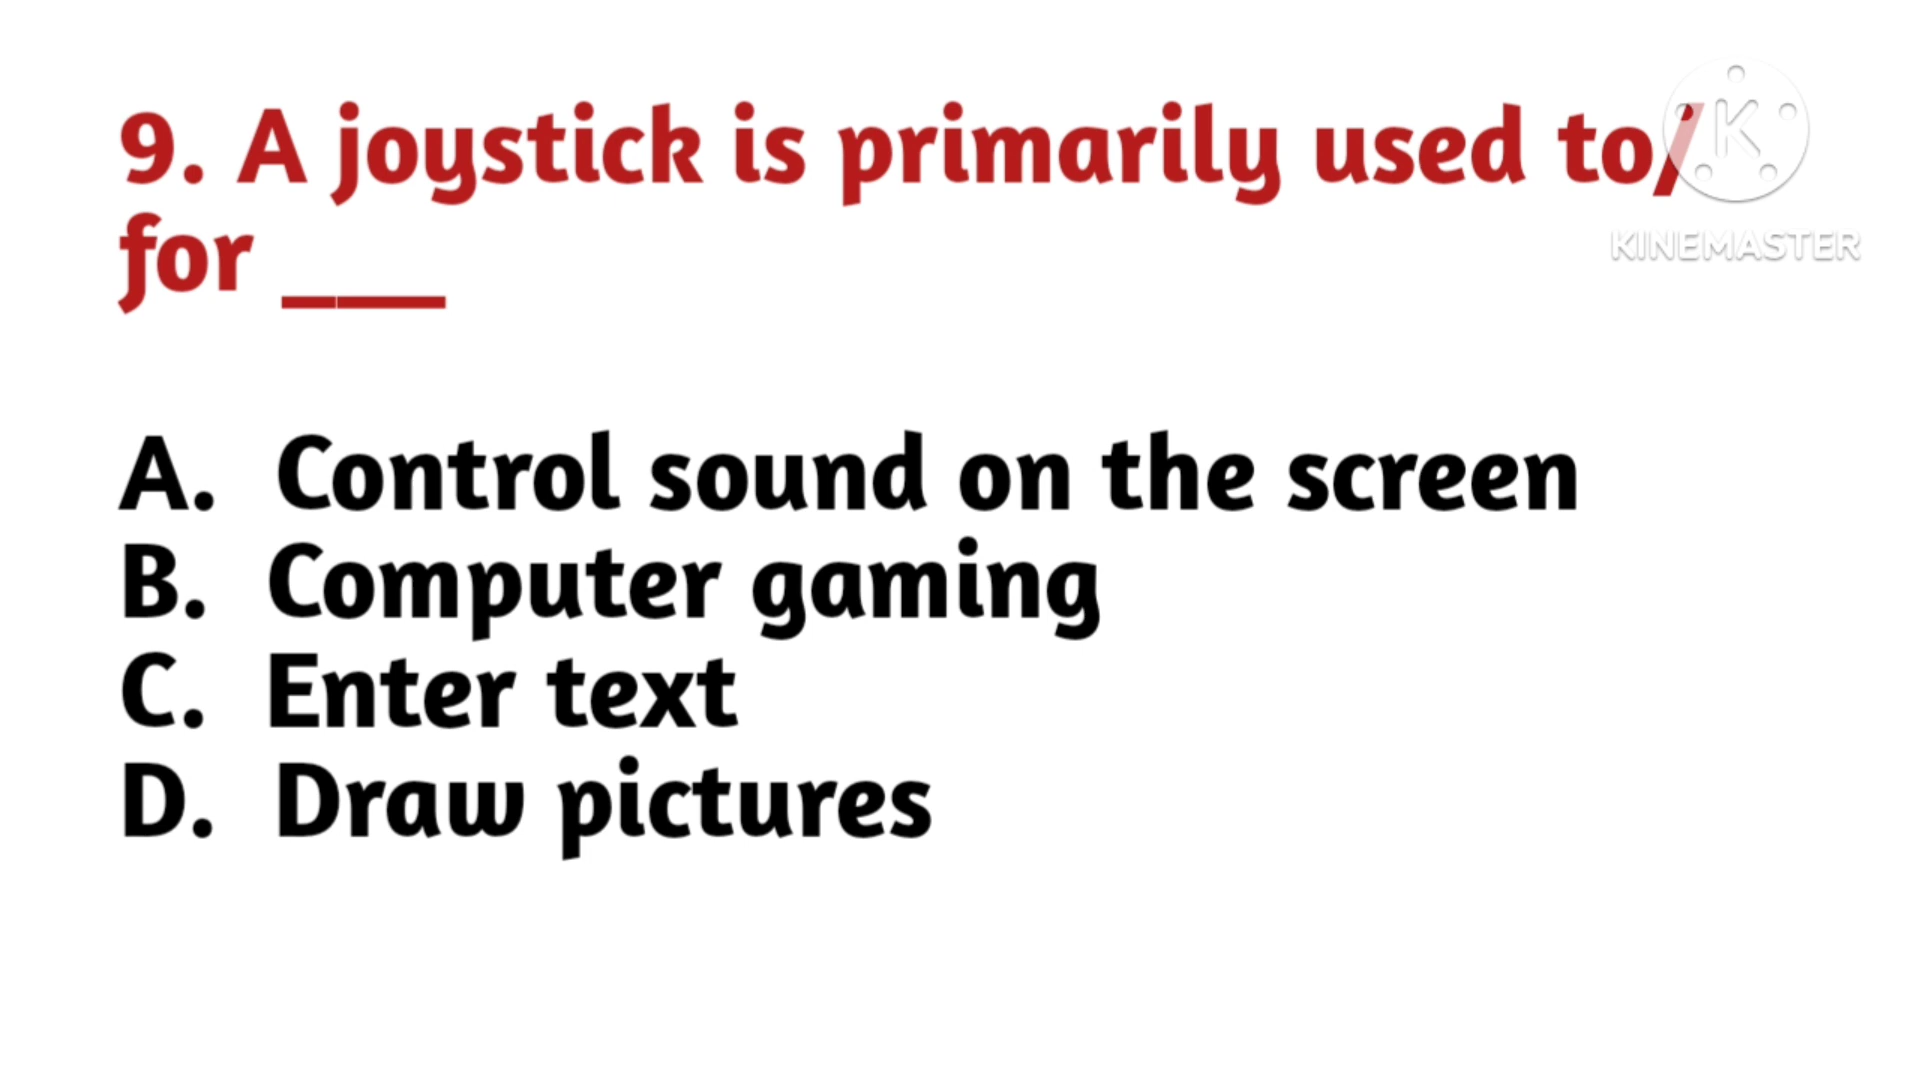 9. A joystick is primarily used to/
for ___
A. Control sound on the screen
B. Computer gaming
C. Enter text
D. Draw pictures
K
KINEMASTER